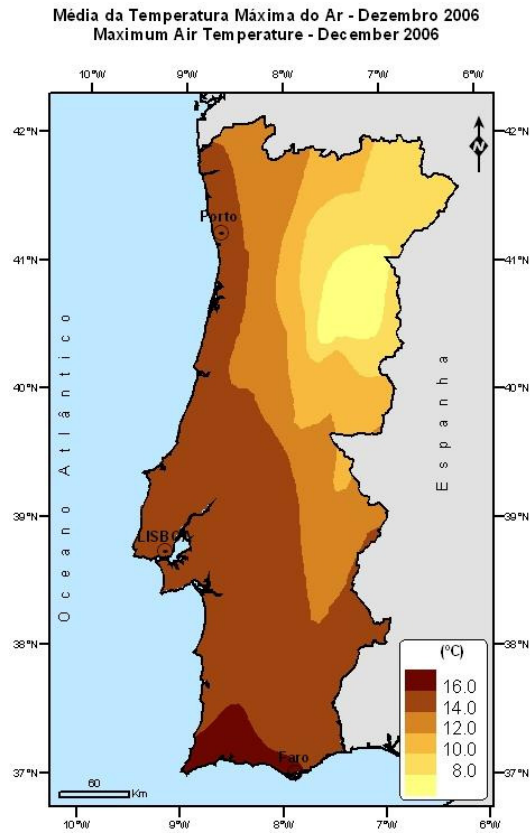 Média da Temperatura Máxima do Ar - Dezembro 2006
Maximum Air Temperature - December 2006
10°W 9°W 8°W 7°W 6°W
42°N 42°N
Porto
41°N 41°N
40°N 40°N
Oceano Atlântico
Espanha
39°N 39°N
LISBOA
38°N 38°N
(°C)
16.0
14.0
12.0
10.0
8.0
Faro
37°N 37°N
60
Km
10°W 9°W 8°W 7°W 6°W